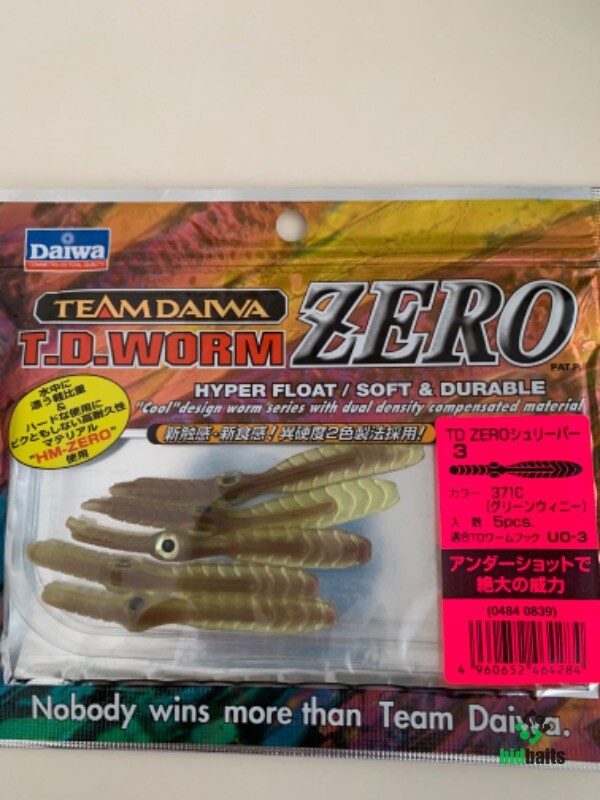 Daiwa
TEAM DAIWA
T.D.WORM ZERO
PAT.P.
HYPER FLOAT / SOFT & DURABLE
"Cool" design worm series with dual density compensated material
新触感・新食感!異硬度2色製法採用!
水中に
漂う軽比重
&
ハードな使用に
ビクともしない高耐久性
マテリアル
"HM-ZERO"
使用
TD ZEROシュリーパー
3
カラー 371C
(グリーンウィニー)
入数 5pcs.
適合TDワームフック UO-3
アンダーショットで
絶大の威力
(0484 0839)
4 960652 464284
Nobody wins more than Team Daiwa.
bidbaits